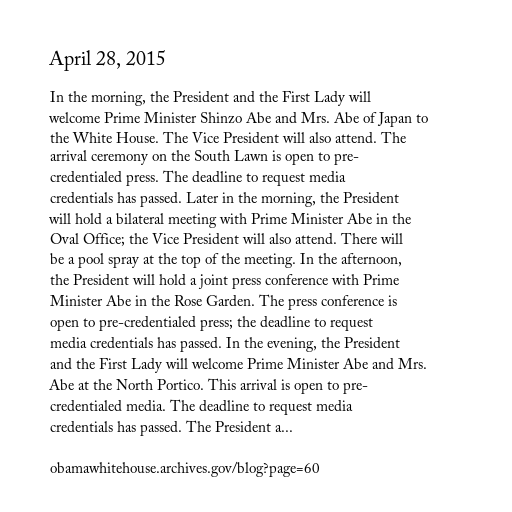 April 28, 2015
In the morning, the President and the First Lady will
welcome Prime Minister Shinzo Abe and Mrs. Abe of Japan to
the White House. The Vice President will also attend. The
arrival ceremony on the South Lawn is open to pre-
credentialed press. The deadline to request media
credentials has passed. Later in the morning, the President
will hold a bilateral meeting with Prime Minister Abe in the
Oval Office; the Vice President will also attend. There will
be a pool spray at the top of the meeting. In the afternoon,
the President will hold a joint press conference with Prime
Minister Abe in the Rose Garden. The press conference is
open to pre-credentialed press; the deadline to request
media credentials has passed. In the evening, the President
and the First Lady will welcome Prime Minister Abe and Mrs.
Abe at the North Portico. This arrival is open to pre-
credentialed media. The deadline to request media
credentials has passed. The President a...
obamawhitehouse.archives.gov/blog?page=60